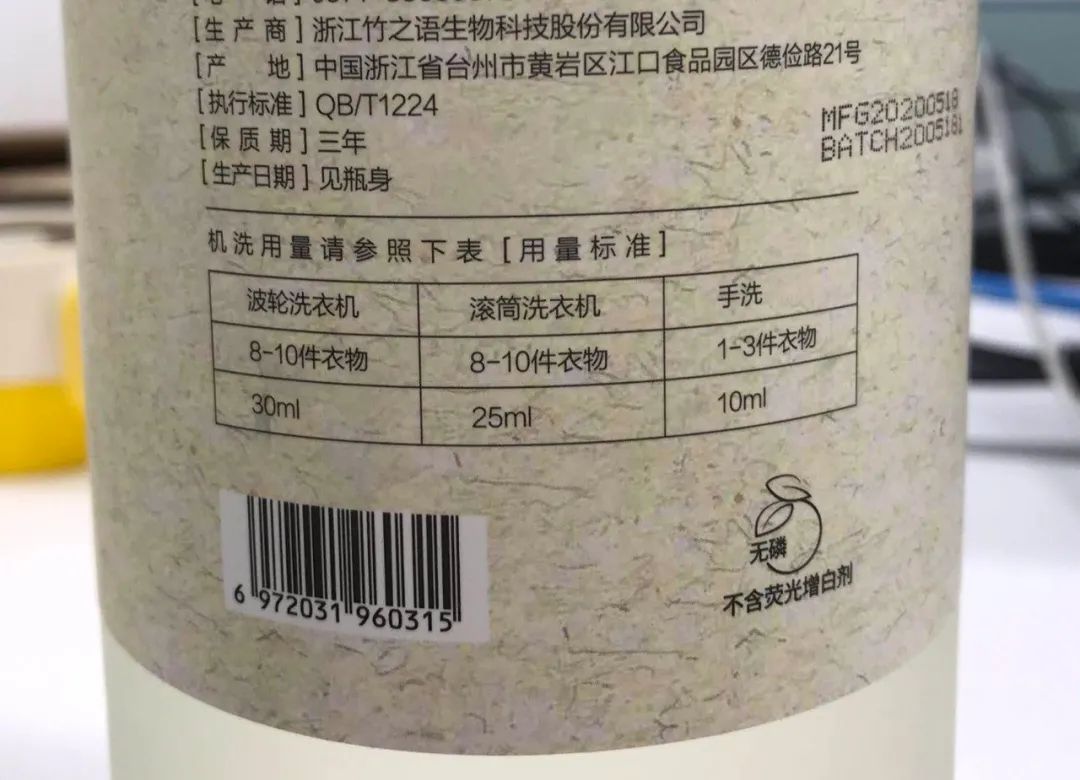 [生产商] 浙江竹之语生物科技股份有限公司
[产 地] 中国浙江省台州市黄岩区江口食品园区德俭路21号
[执行标准] QB/T1224
[保质期] 三年
[生产日期] 见瓶身
MFG20200518
BATCH2005181
机洗用量请参照下表 [用量标准]
波轮洗衣机 滚筒洗衣机 手洗
8-10件衣物 8-10件衣物 1-3件衣物
30ml 25ml 10ml
6 972031 960315
无磷
不含荧光增白剂